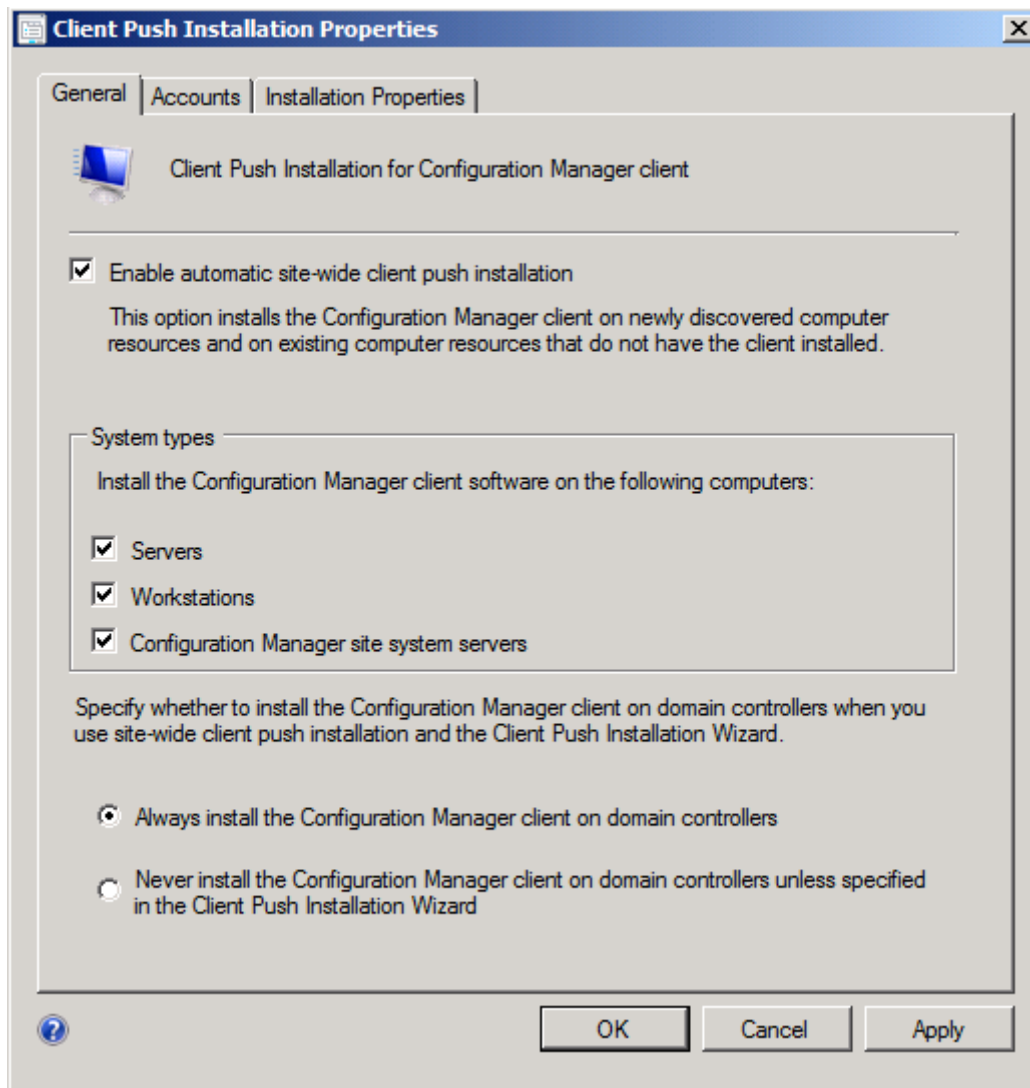 Client Push Installation Properties
General
Accounts
Installation Properties
Client Push Installation for Configuration Manager client
Enable automatic site-wide client push installation
This option installs the Configuration Manager client on newly discovered computer
resources and on existing computer resources that do not have the client installed.
System types
Install the Configuration Manager client software on the following computers:
Servers
Workstations
Configuration Manager site system servers
Specify whether to install the Configuration Manager client on domain controllers when you
use site-wide client push installation and the Client Push Installation Wizard.
Always install the Configuration Manager client on domain controllers
Never install the Configuration Manager client on domain controllers unless specified
in the Client Push Installation Wizard
OK
Cancel
Apply